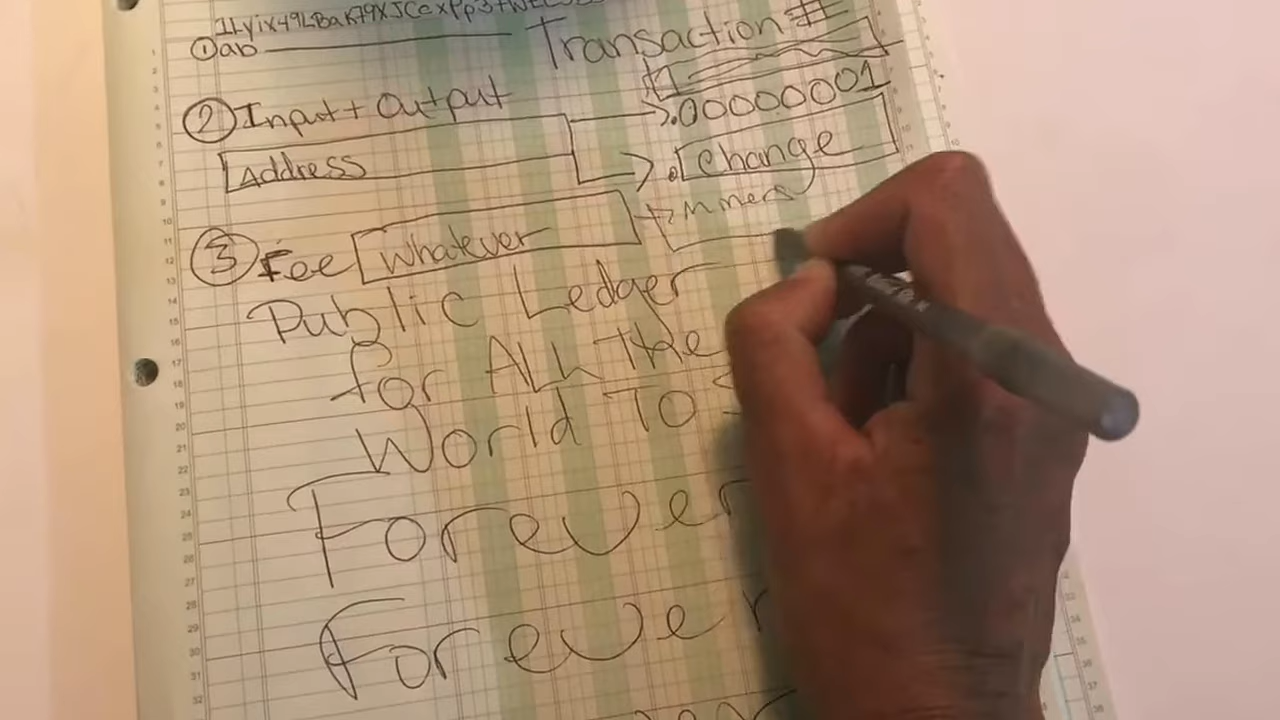 ① ab Transaction #
② Input + Output
.00000001
Address
. Change
miners
③ Fee Whatever
Public Ledger
for ALL The
World To
Forever
Forever